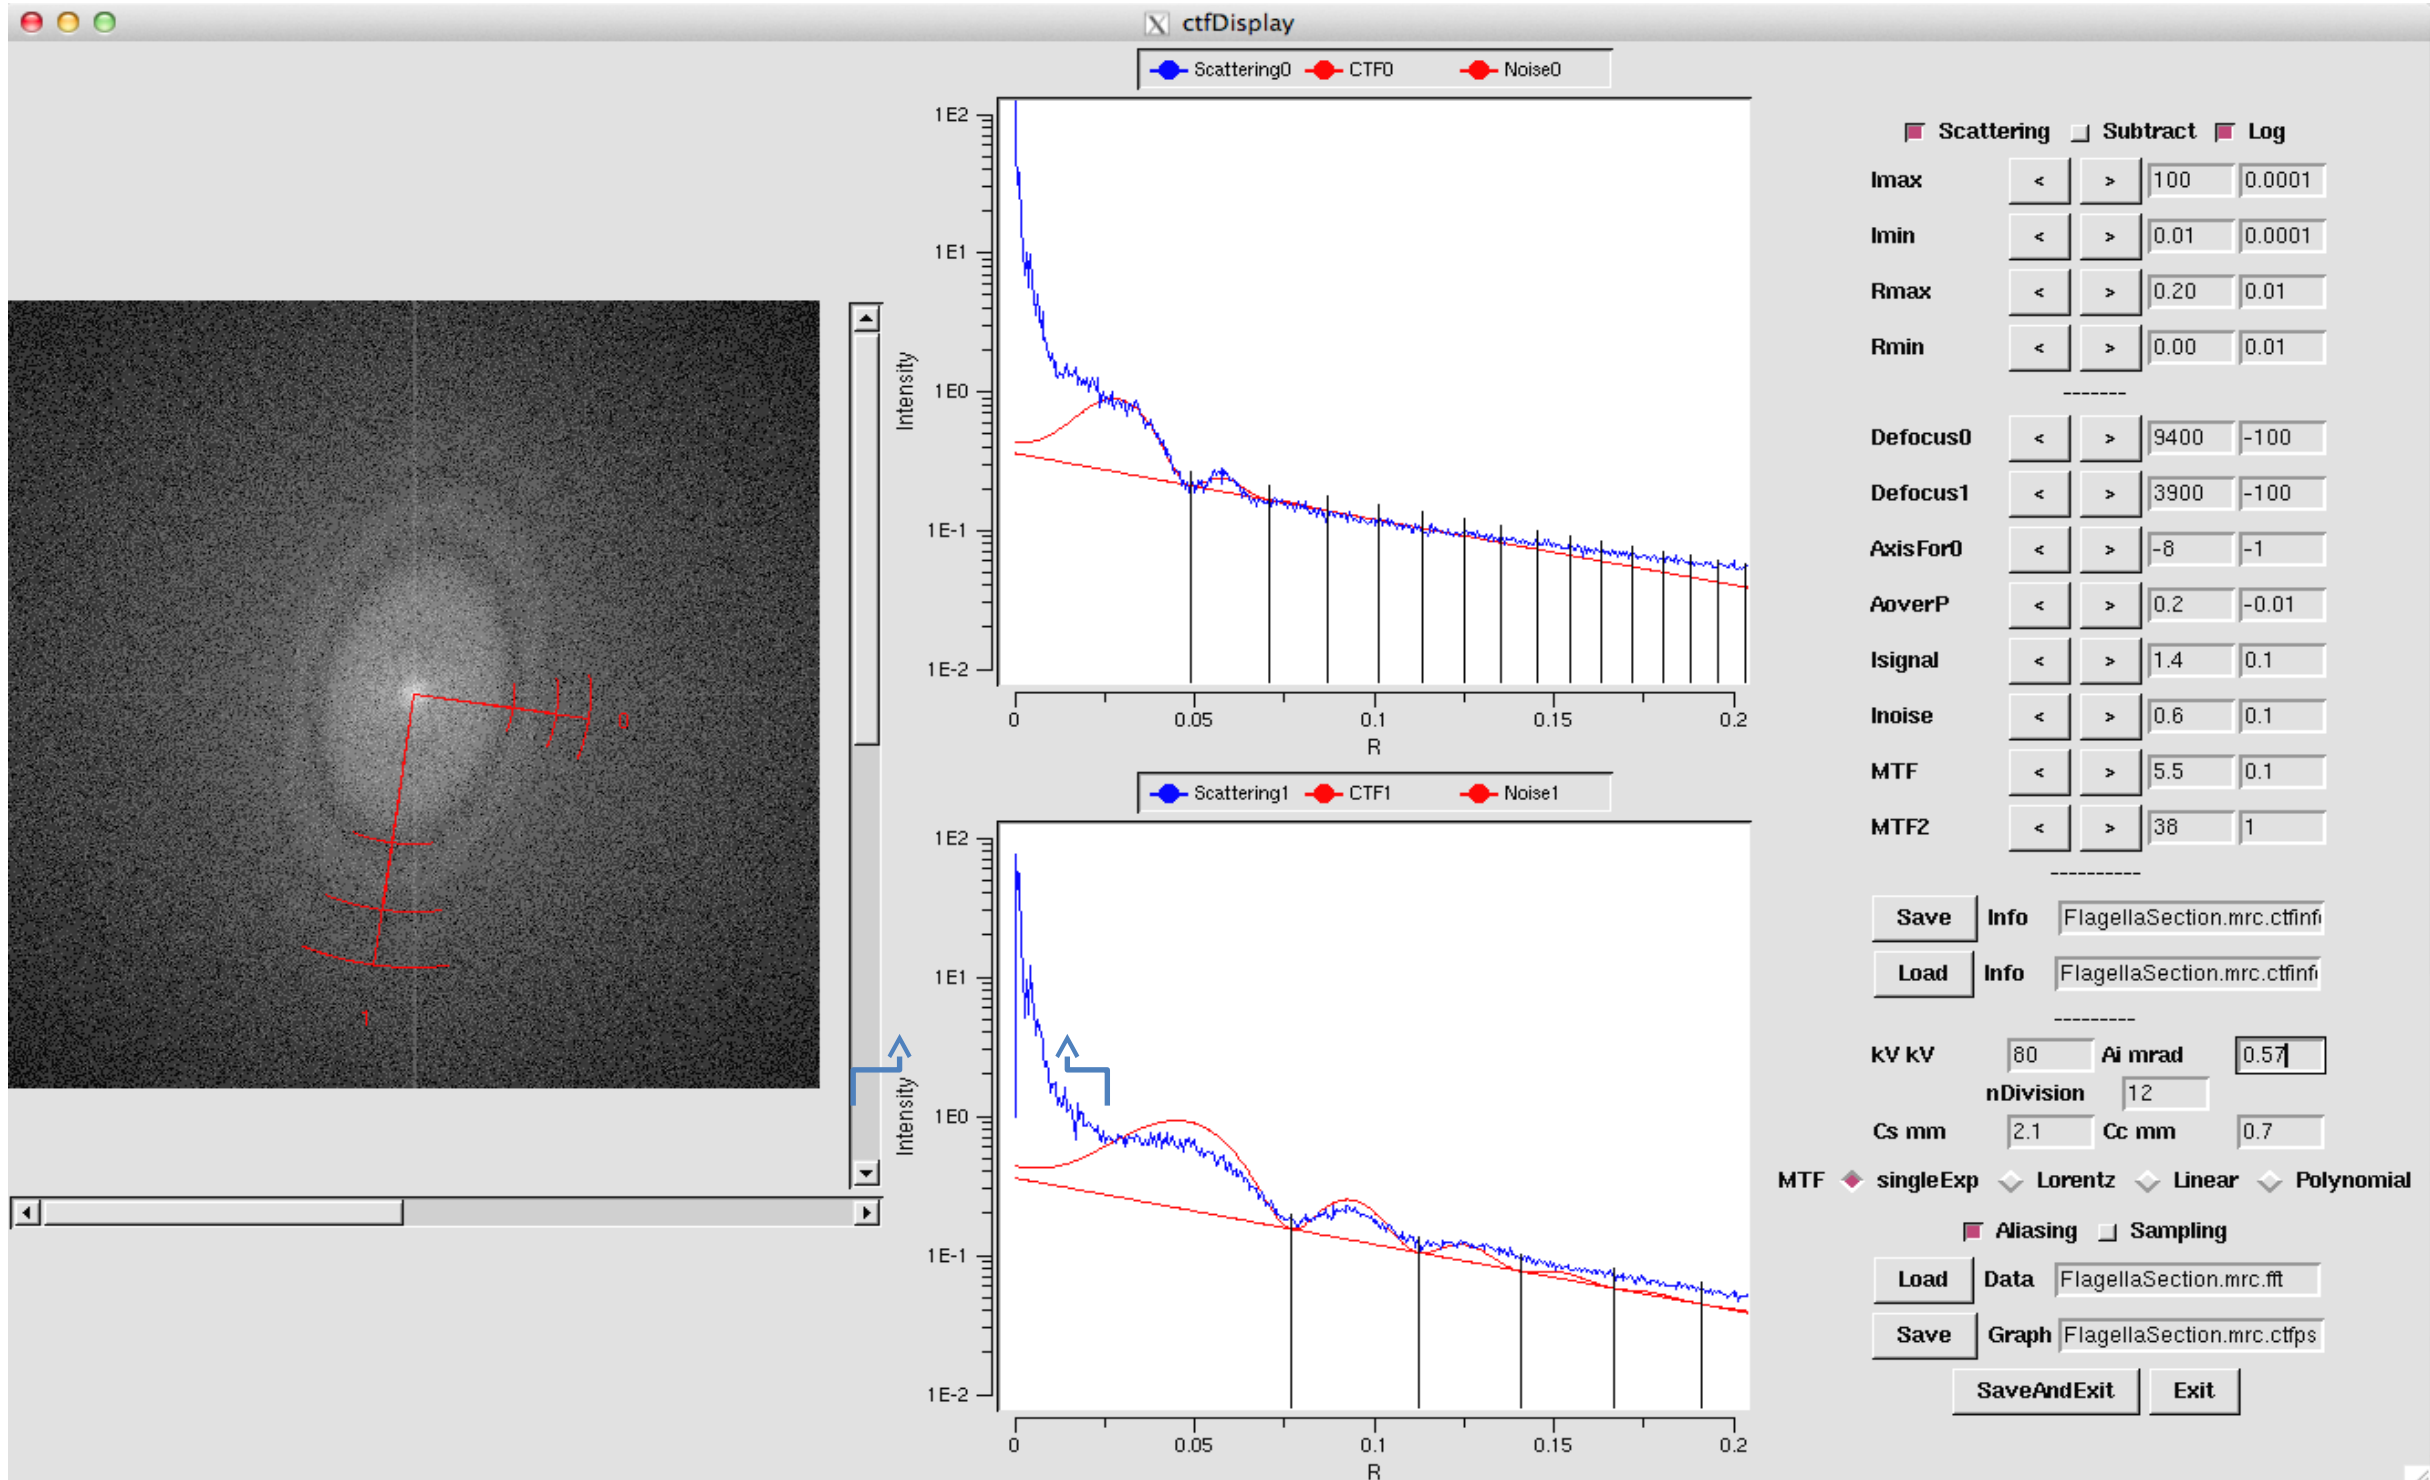 ctfDisplay
Scattering0 CTF0 Noise0
1E2
1E1
1E0
1E-1
1E-2
Intensity
0 0.05 0.1 0.15 0.2
R
0
1
Scattering1 CTF1 Noise1
1E2
1E1
1E0
1E-1
1E-2
Intensity
0 0.05 0.1 0.15 0.2
R
Scattering Subtract Log
Imax < > 100 0.0001
Imin < > 0.01 0.0001
Rmax < > 0.20 0.01
Rmin < > 0.00 0.01
-------
Defocus0 < > 9400 -100
Defocus1 < > 3900 -100
AxisFor0 < > -8 -1
AoverP < > 0.2 -0.01
Isignal < > 1.4 0.1
Inoise < > 0.6 0.1
MTF < > 5.5 0.1
MTF2 < > 38 1
----------
Save Info FlagellaSection.mrc.ctfinf
Load Info FlagellaSection.mrc.ctfinf
---------
kV kV 80 Ai mrad 0.57
nDivision 12
Cs mm 2.1 Cc mm 0.7
MTF singleExp Lorentz Linear Polynomial
Aliasing Sampling
Load Data FlagellaSection.mrc.fft
Save Graph FlagellaSection.mrc.ctfps
SaveAndExit Exit